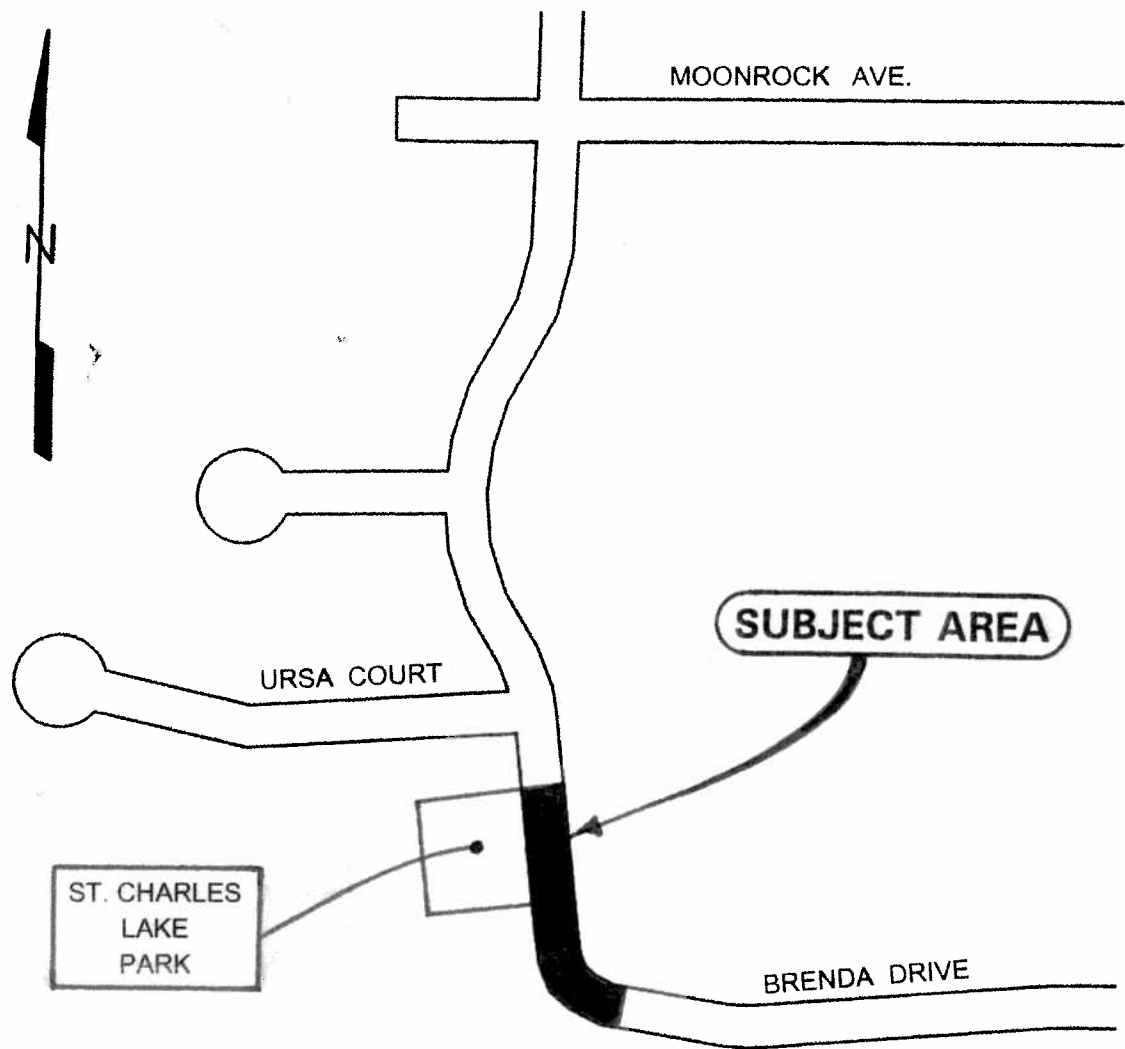 MOONROCK AVE.
N
URSA COURT
SUBJECT AREA
ST. CHARLES
LAKE
PARK
BRENDA DRIVE